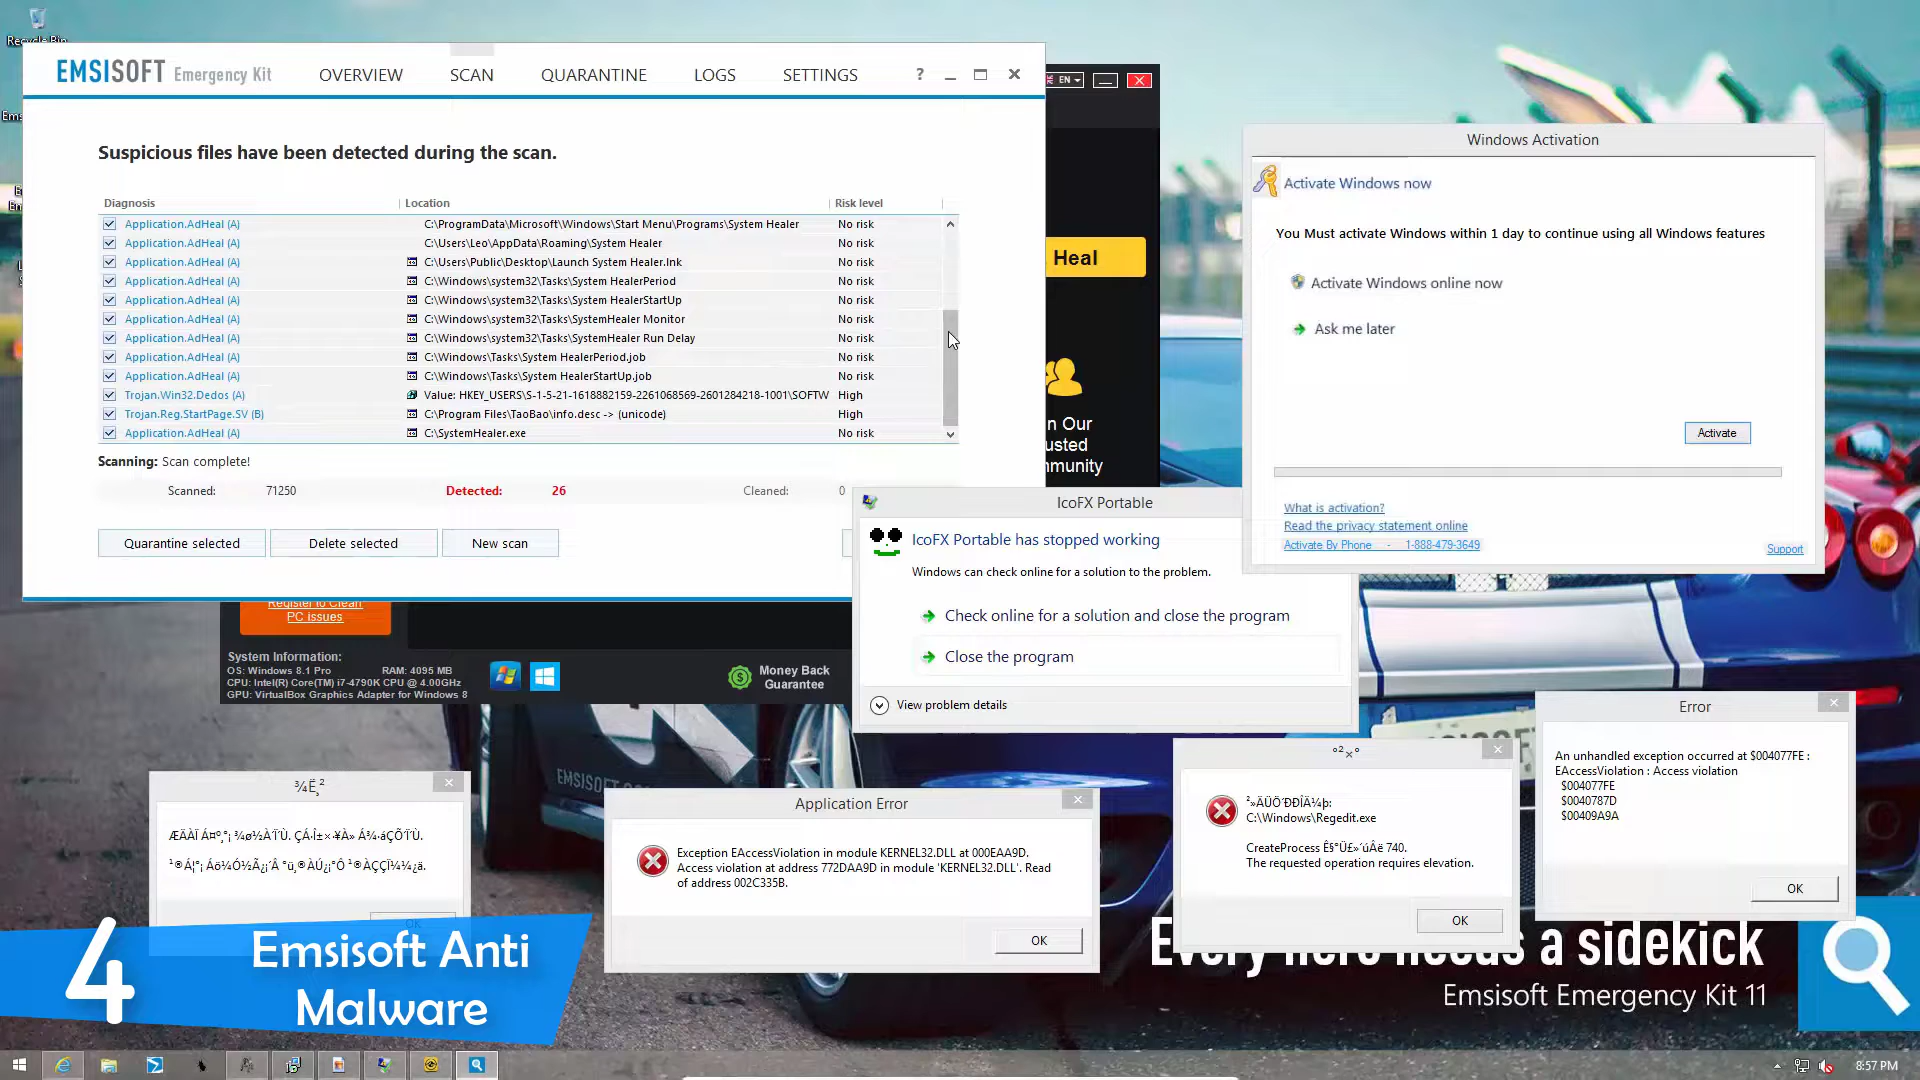 Recycle Bin
EMSISOFT Emergency Kit
OVERVIEW
SCAN
QUARANTINE
LOGS
SETTINGS
?
EN
Suspicious files have been detected during the scan.
Diagnosis Location Risk level
Application.AdHeal (A) C:\ProgramData\Microsoft\Windows\Start Menu\Programs\System Healer No risk
Application.AdHeal (A) C:\Users\Leo\AppData\Roaming\System Healer No risk
Application.AdHeal (A) C:\Users\Public\Desktop\Launch System Healer.lnk No risk
Application.AdHeal (A) C:\Windows\system32\Tasks\System HealerPeriod No risk
Application.AdHeal (A) C:\Windows\system32\Tasks\System HealerStartUp No risk
Application.AdHeal (A) C:\Windows\system32\Tasks\SystemHealer Monitor No risk
Application.AdHeal (A) C:\Windows\system32\Tasks\SystemHealer Run Delay No risk
Application.AdHeal (A) C:\Windows\Tasks\System HealerPeriod.job No risk
Application.AdHeal (A) C:\Windows\Tasks\System HealerStartUp.job No risk
Trojan.Win32.Dedos (A) Value: HKEY_USERS\S-1-5-21-1618882159-2261068569-2601284218-1001\SOFTW High
Trojan.Reg.StartPage.SV (B) C:\Program Files\TaoBao\info.desc -> (unicode) High
Application.AdHeal (A) C:\SystemHealer.exe No risk
Scanning: Scan complete!
Scanned: 71250 Detected: 26 Cleaned: 0
Quarantine selected
Delete selected
New scan
Heal
n Our
usted
mmunity
Register to Clean
PC issues
System Information:
OS: Windows 8.1 Pro RAM: 4095 MB
CPU: Intel(R) Core(TM) i7-4790K CPU @ 4.00GHz
GPU: VirtualBox Graphics Adapter for Windows 8
Money Back
Guarantee
Windows Activation
Activate Windows now
You Must activate Windows within 1 day to continue using all Windows features
Activate Windows online now
Ask me later
Activate
What is activation?
Read the privacy statement online
Activate By Phone - 1-888-479-3649
Support
IcoFX Portable
IcoFX Portable has stopped working
Windows can check online for a solution to the problem.
Check online for a solution and close the program
Close the program
View problem details
Application Error
Exception EAccessViolation in module KERNEL32.DLL at 000EAA9D.
Access violation at address 772DAA9D in module 'KERNEL32.DLL'. Read
of address 002C335B.
OK
C:\Windows\Regedit.exe
CreateProcess
740.
The requested operation requires elevation.
OK
Error
An unhandled exception occurred at $004077FE :
EAccessViolation : Access violation
$004077FE
$0040787D
$00409A9A
OK
EMSISOFT
Every hero needs a sidekick
Emsisoft Emergency Kit 11
4
Emsisoft Anti
Malware
8:57 PM